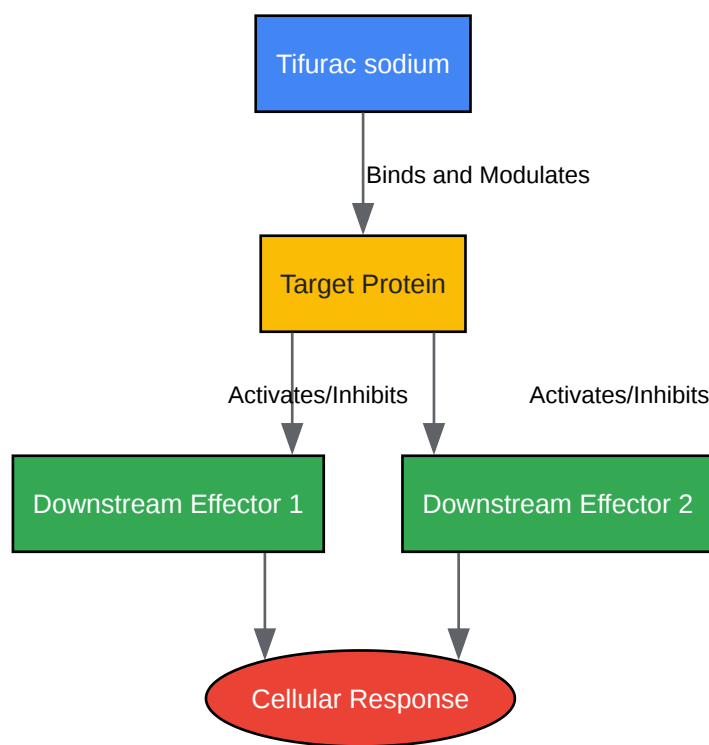 Tifurac sodium
Binds and Modulates
Target Protein
Activates/Inhibits
Activates/Inhibits
Downstream Effector 1
Downstream Effector 2
Cellular Response